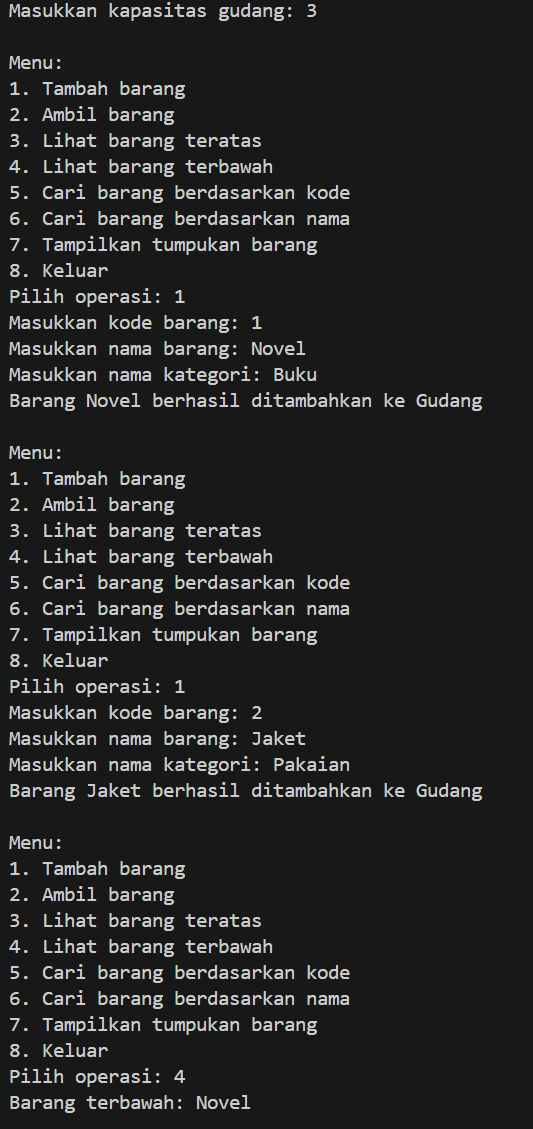 Masukkan kapasitas gudang: 3
Menu:
1. Tambah barang
2. Ambil barang
3. Lihat barang teratas
4. Lihat barang terbawah
5. Cari barang berdasarkan kode
6. Cari barang berdasarkan nama
7. Tampilkan tumpukan barang
8. Keluar
Pilih operasi: 1
Masukkan kode barang: 1
Masukkan nama barang: Novel
Masukkan nama kategori: Buku
Barang Novel berhasil ditambahkan ke Gudang
Menu:
1. Tambah barang
2. Ambil barang
3. Lihat barang teratas
4. Lihat barang terbawah
5. Cari barang berdasarkan kode
6. Cari barang berdasarkan nama
7. Tampilkan tumpukan barang
8. Keluar
Pilih operasi: 1
Masukkan kode barang: 2
Masukkan nama barang: Jaket
Masukkan nama kategori: Pakaian
Barang Jaket berhasil ditambahkan ke Gudang
Menu:
1. Tambah barang
2. Ambil barang
3. Lihat barang teratas
4. Lihat barang terbawah
5. Cari barang berdasarkan kode
6. Cari barang berdasarkan nama
7. Tampilkan tumpukan barang
8. Keluar
Pilih operasi: 4
Barang terbawah: Novel